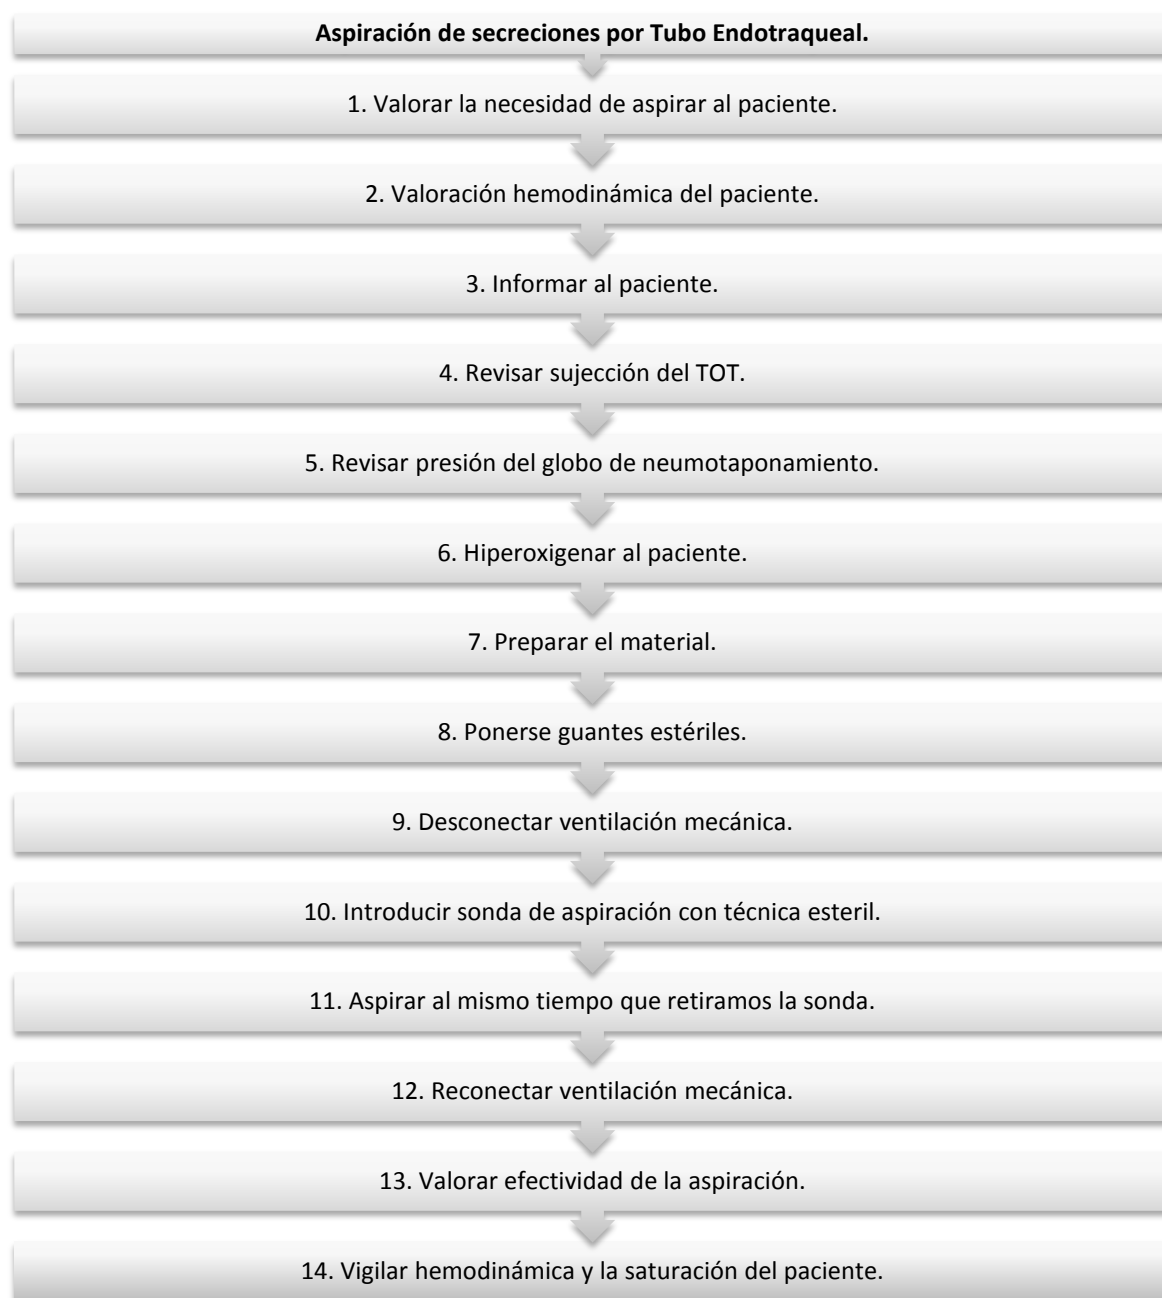 Aspiración de secreciones por Tubo Endotraqueal.
1. Valorar la necesidad de aspirar al paciente.
2. Valoración hemodinámica del paciente.
3. Informar al paciente.
4. Revisar sujección del TOT.
5. Revisar presión del globo de neumotaponamiento.
6. Hiperoxigenar al paciente.
7. Preparar el material.
8. Ponerse guantes estériles.
9. Desconectar ventilación mecánica.
10. Introducir sonda de aspiración con técnica esteril.
11. Aspirar al mismo tiempo que retiramos la sonda.
12. Reconectar ventilación mecánica.
13. Valorar efectividad de la aspiración.
14. Vigilar hemodinámica y la saturación del paciente.